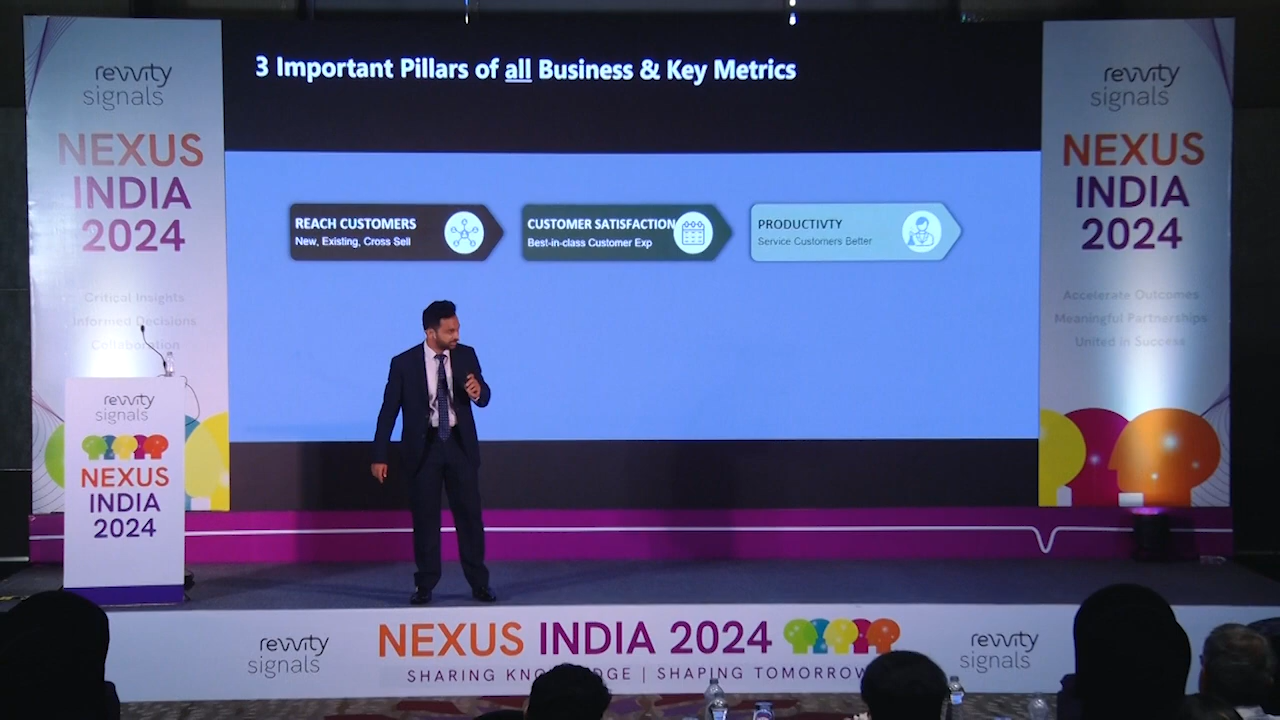 revvity
signals
NEXUS
INDIA
2024
Critical Insights
Informed Decisions
Collaboration
3 Important Pillars of all Business & Key Metrics
REACH CUSTOMERS
New, Existing, Cross Sell
CUSTOMER SATISFACTION
Best-in-class Customer Exp
PRODUCTIVTY
Service Customers Better
revvity
signals
NEXUS
INDIA
2024
Accelerate Outcomes
Meaningful Partnerships
United in Success
revvity
signals
NEXUS
INDIA
2024
revvity
signals
NEXUS INDIA 2024
SHARING KNOWLEDGE | SHAPING TOMORROW
revvity
signals